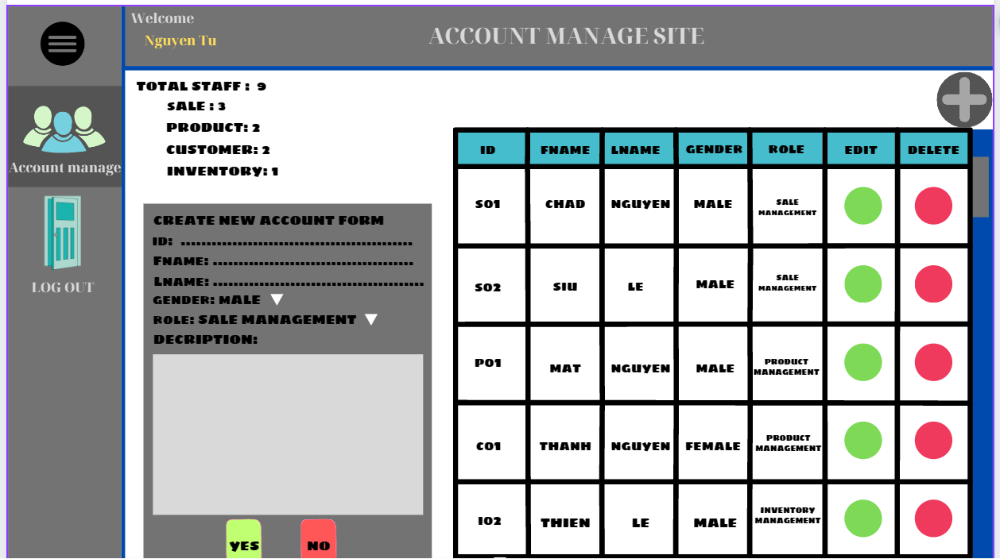 Welcome
Nguyen Tu
ACCOUNT MANAGE SITE
Account manage
LOG OUT
TOTAL STAFF : 9
SALE : 3
PRODUCT: 2
CUSTOMER: 2
INVENTORY: 1
CREATE NEW ACCOUNT FORM
ID: .............................................
FNAME: .......................................
LNAME: .........................................
GENDER: MALE
ROLE: SALE MANAGEMENT
DECRIPTION:
YES NO
ID FNAME LNAME GENDER ROLE EDIT DELETE
S01 CHAD NGUYEN MALE SALE MANAGEMENT
S02 SIU LE MALE SALE MANAGEMENT
P01 MAT NGUYEN MALE PRODUCT MANAGEMENT
C01 THANH NGUYEN FEMALE PRODUCT MANAGEMENT
I02 THIEN LE MALE INVENTORY MANAGEMENT